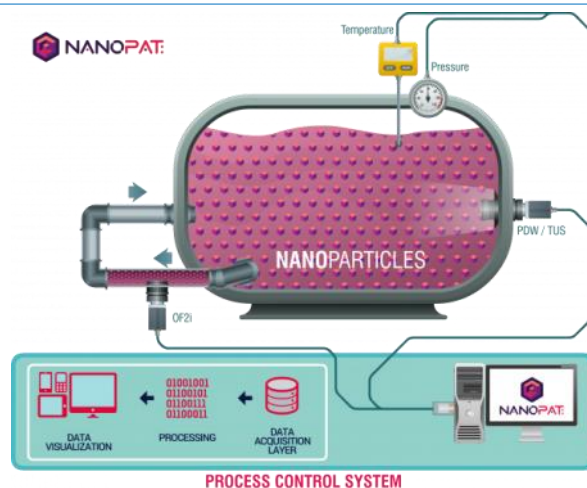 NANOPAT:
Temperature
Pressure
NANOPARTICLES
PDW / TUS
OF2i
01001001
01100101
01100111
01100011
DATA
VISUALIZATION
PROCESSING
DATA
ACQUISITION
LAYER
NANOPAT:
PROCESS CONTROL SYSTEM